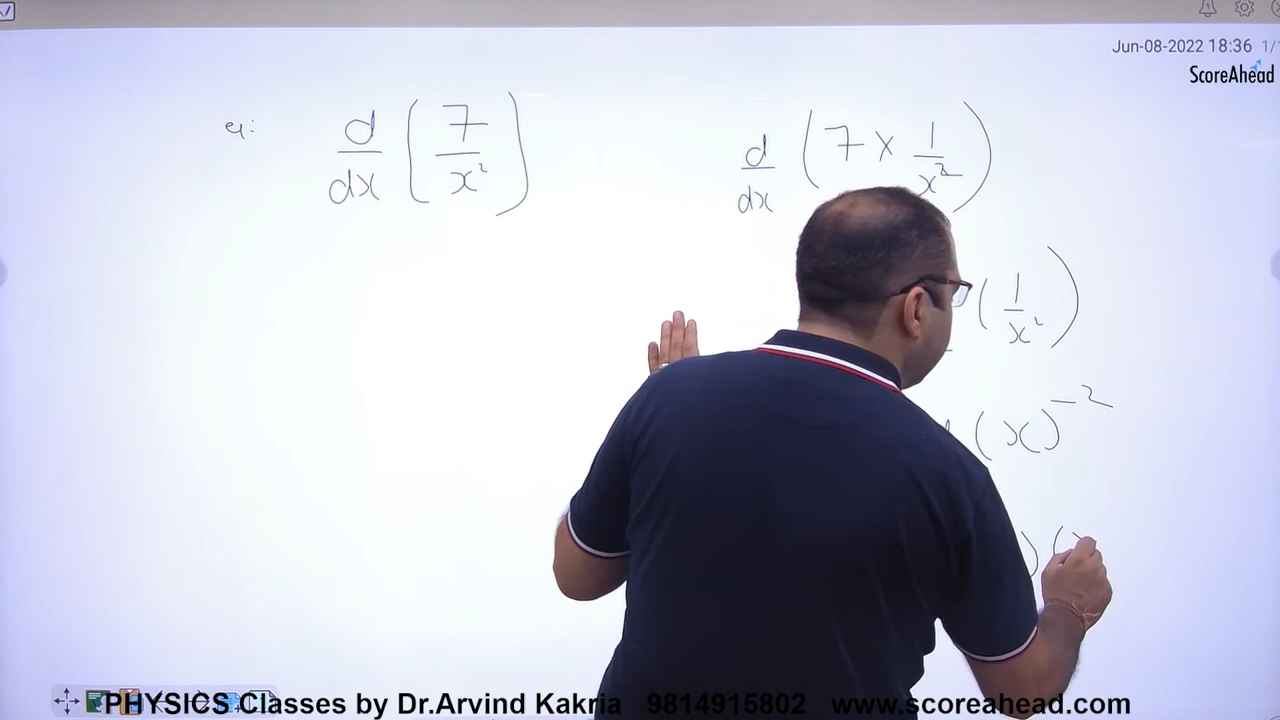 Jun-08-2022 18:36 1/
ScoreAhead
d/dx (7/x²)
d/dx (7 × 1/x²)
(1/x²)
(x)⁻²
) (
PHYSICS Classes by Dr.Arvind Kakria 9814915802 www.scoreahead.com